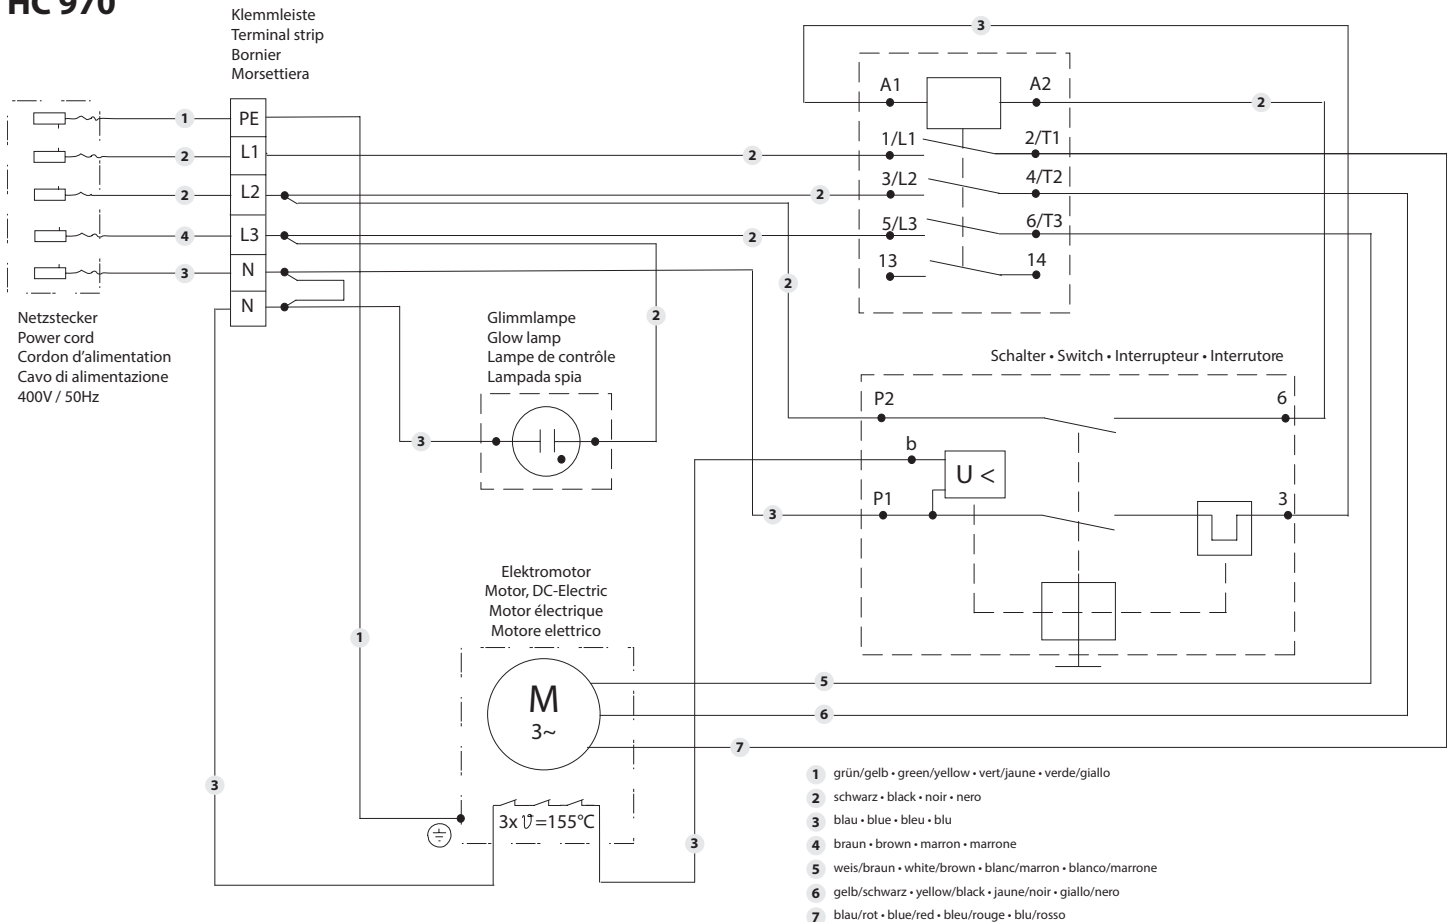 HC 970
Klemmleiste
Terminal strip
Bornier
Morsettiera
PE
L1
L2
L3
N
N
1
2
2
4
3
Netzstecker
Power cord
Cordon d'alimentation
Cavo di alimentazione
400V / 50Hz
3
A1
A2
2
2
1/L1
2/T1
2
3/L2
4/T2
2
5/L3
6/T3
13
14
2
2
Glimmlampe
Glow lamp
Lampe de contrôle
Lampada spia
3
Schalter • Switch • Interrupteur • Interrutore
P2
6
b
U <
P1
3
3
Elektromotor
Motor, DC-Electric
Motor électrique
Motore elettrico
1
M
3~
5
6
7
3
3x ϑ=155°C
3
1 grün/gelb • green/yellow • vert/jaune • verde/giallo
2 schwarz • black • noir • nero
3 blau • blue • bleu • blu
4 braun • brown • marron • marrone
5 weis/braun • white/brown • blanc/marron • blanco/marrone
6 gelb/schwarz • yellow/black • jaune/noir • giallo/nero
7 blau/rot • blue/red • bleu/rouge • blu/rosso